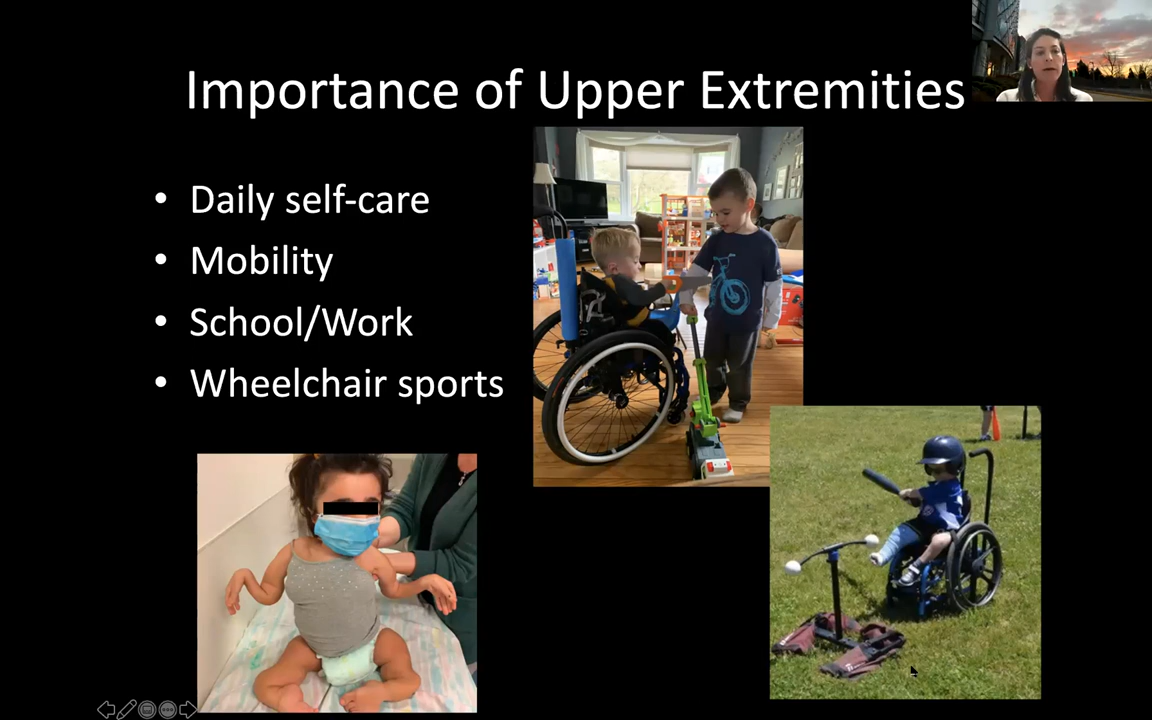 Importance of Upper Extremities
• Daily self-care
• Mobility
• School/Work
• Wheelchair sports